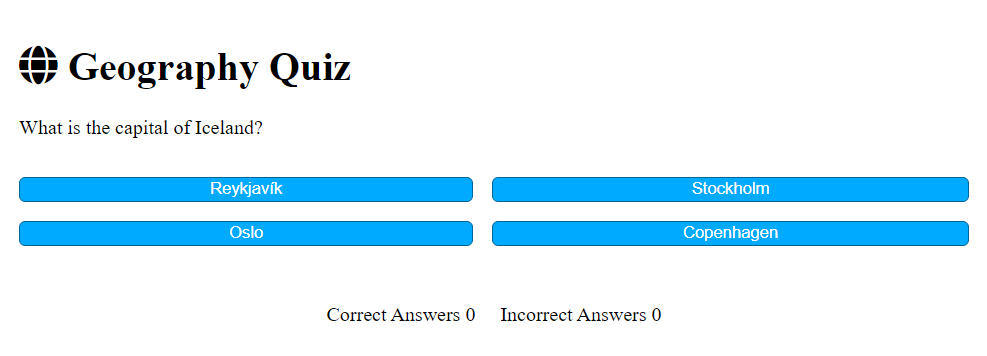 Geography Quiz
What is the capital of Iceland?
Reykjavík Stockholm
Oslo Copenhagen
Correct Answers 0 Incorrect Answers 0